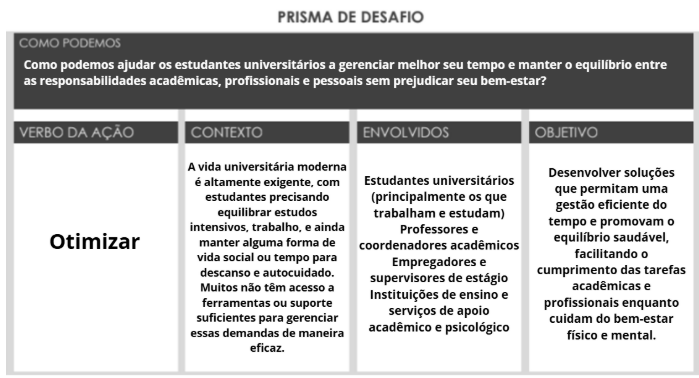 PRISMA DE DESAFIO
COMO PODEMOS
Como podemos ajudar os estudantes universitários a gerenciar melhor seu tempo e manter o equilíbrio entre
as responsabilidades acadêmicas, profissionais e pessoais sem prejudicar seu bem-estar?
VERBO DA AÇÃO
Otimizar
CONTEXTO
A vida universitária moderna
é altamente exigente, com
estudantes precisando
equilibrar estudos
intensivos, trabalho, e ainda
manter alguma forma de
vida social ou tempo para
descanso e autocuidado.
Muitos não têm acesso a
ferramentas ou suporte
suficientes para gerenciar
essas demandas de maneira
eficaz.
ENVOLVIDOS
Estudantes universitários
(principalmente os que
trabalham e estudam)
Professores e
coordenadores acadêmicos
Empregadores e
supervisores de estágio
Instituições de ensino e
serviços de apoio
acadêmico e psicológico
OBJETIVO
Desenvolver soluções
que permitam uma
gestão eficiente do
tempo e promovam o
equilíbrio saudável,
facilitando o
cumprimento das tarefas
acadêmicas e
profissionais enquanto
cuidam do bem-estar
físico e mental.